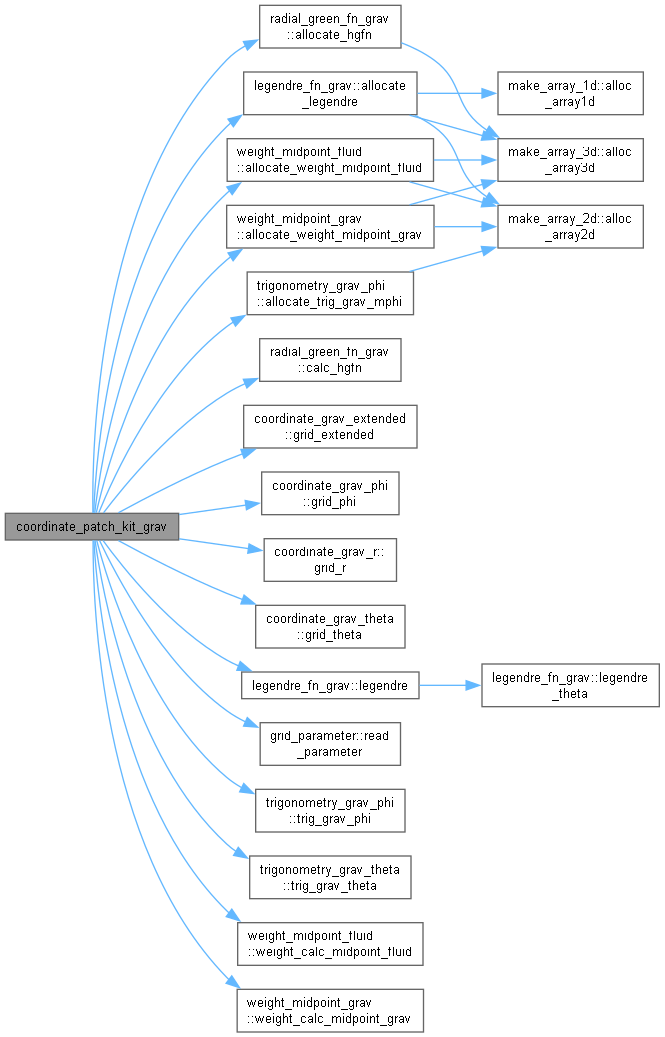 radial_green_fn_grav
::allocate_hgfn
legendre_fn_grav::allocate
_legendre
make_array_1d::alloc
_array1d
weight_midpoint_fluid
::allocate_weight_midpoint_fluid
make_array_3d::alloc
_array3d
weight_midpoint_grav
::allocate_weight_midpoint_grav
make_array_2d::alloc
_array2d
trigonometry_grav_phi
::allocate_trig_grav_mphi
radial_green_fn_grav
::calc_hgfn
coordinate_grav_extended
::grid_extended
coordinate_grav_phi
::grid_phi
coordinate_patch_kit_grav
coordinate_grav_r::
grid_r
coordinate_grav_theta
::grid_theta
legendre_fn_grav::legendre
legendre_fn_grav::legendre
_theta
grid_parameter::read
_parameter
trigonometry_grav_phi
::trig_grav_phi
trigonometry_grav_theta
::trig_grav_theta
weight_midpoint_fluid
::weight_calc_midpoint_fluid
weight_midpoint_grav
::weight_calc_midpoint_grav